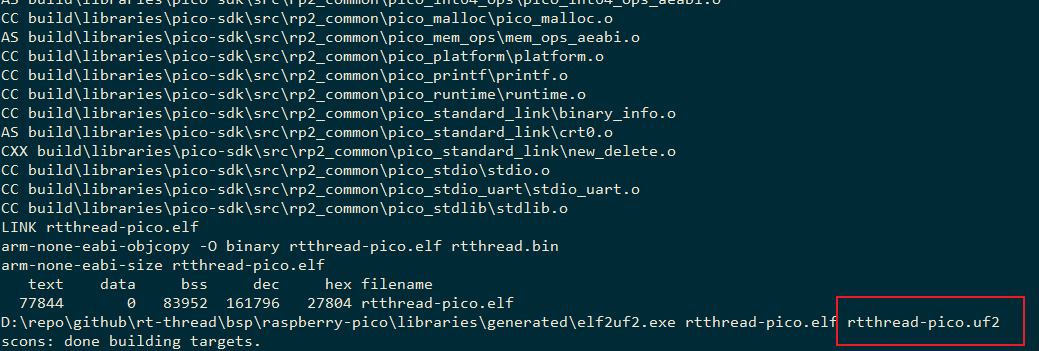 AS build\libraries\pico-sdk\src\rp2_common\pico_int64_ops\pico_int64_ops_aeabi.o
CC build\libraries\pico-sdk\src\rp2_common\pico_malloc\pico_malloc.o
AS build\libraries\pico-sdk\src\rp2_common\pico_mem_ops\mem_ops_aeabi.o
CC build\libraries\pico-sdk\src\rp2_common\pico_platform\platform.o
CC build\libraries\pico-sdk\src\rp2_common\pico_printf\printf.o
CC build\libraries\pico-sdk\src\rp2_common\pico_runtime\runtime.o
CC build\libraries\pico-sdk\src\rp2_common\pico_standard_link\binary_info.o
AS build\libraries\pico-sdk\src\rp2_common\pico_standard_link\crt0.o
CXX build\libraries\pico-sdk\src\rp2_common\pico_standard_link\new_delete.o
CC build\libraries\pico-sdk\src\rp2_common\pico_stdio\stdio.o
CC build\libraries\pico-sdk\src\rp2_common\pico_stdio_uart\stdio_uart.o
CC build\libraries\pico-sdk\src\rp2_common\pico_stdlib\stdlib.o
LINK rtthread-pico.elf
arm-none-eabi-objcopy -O binary rtthread-pico.elf rtthread.bin
arm-none-eabi-size rtthread-pico.elf
   text    data     bss     dec     hex filename
  77844       0   83952  161796   27804 rtthread-pico.elf
D:\repo\github\rt-thread\bsp\raspberry-pico\libraries\generated\elf2uf2.exe rtthread-pico.elf rtthread-pico.uf2
scons: done building targets.